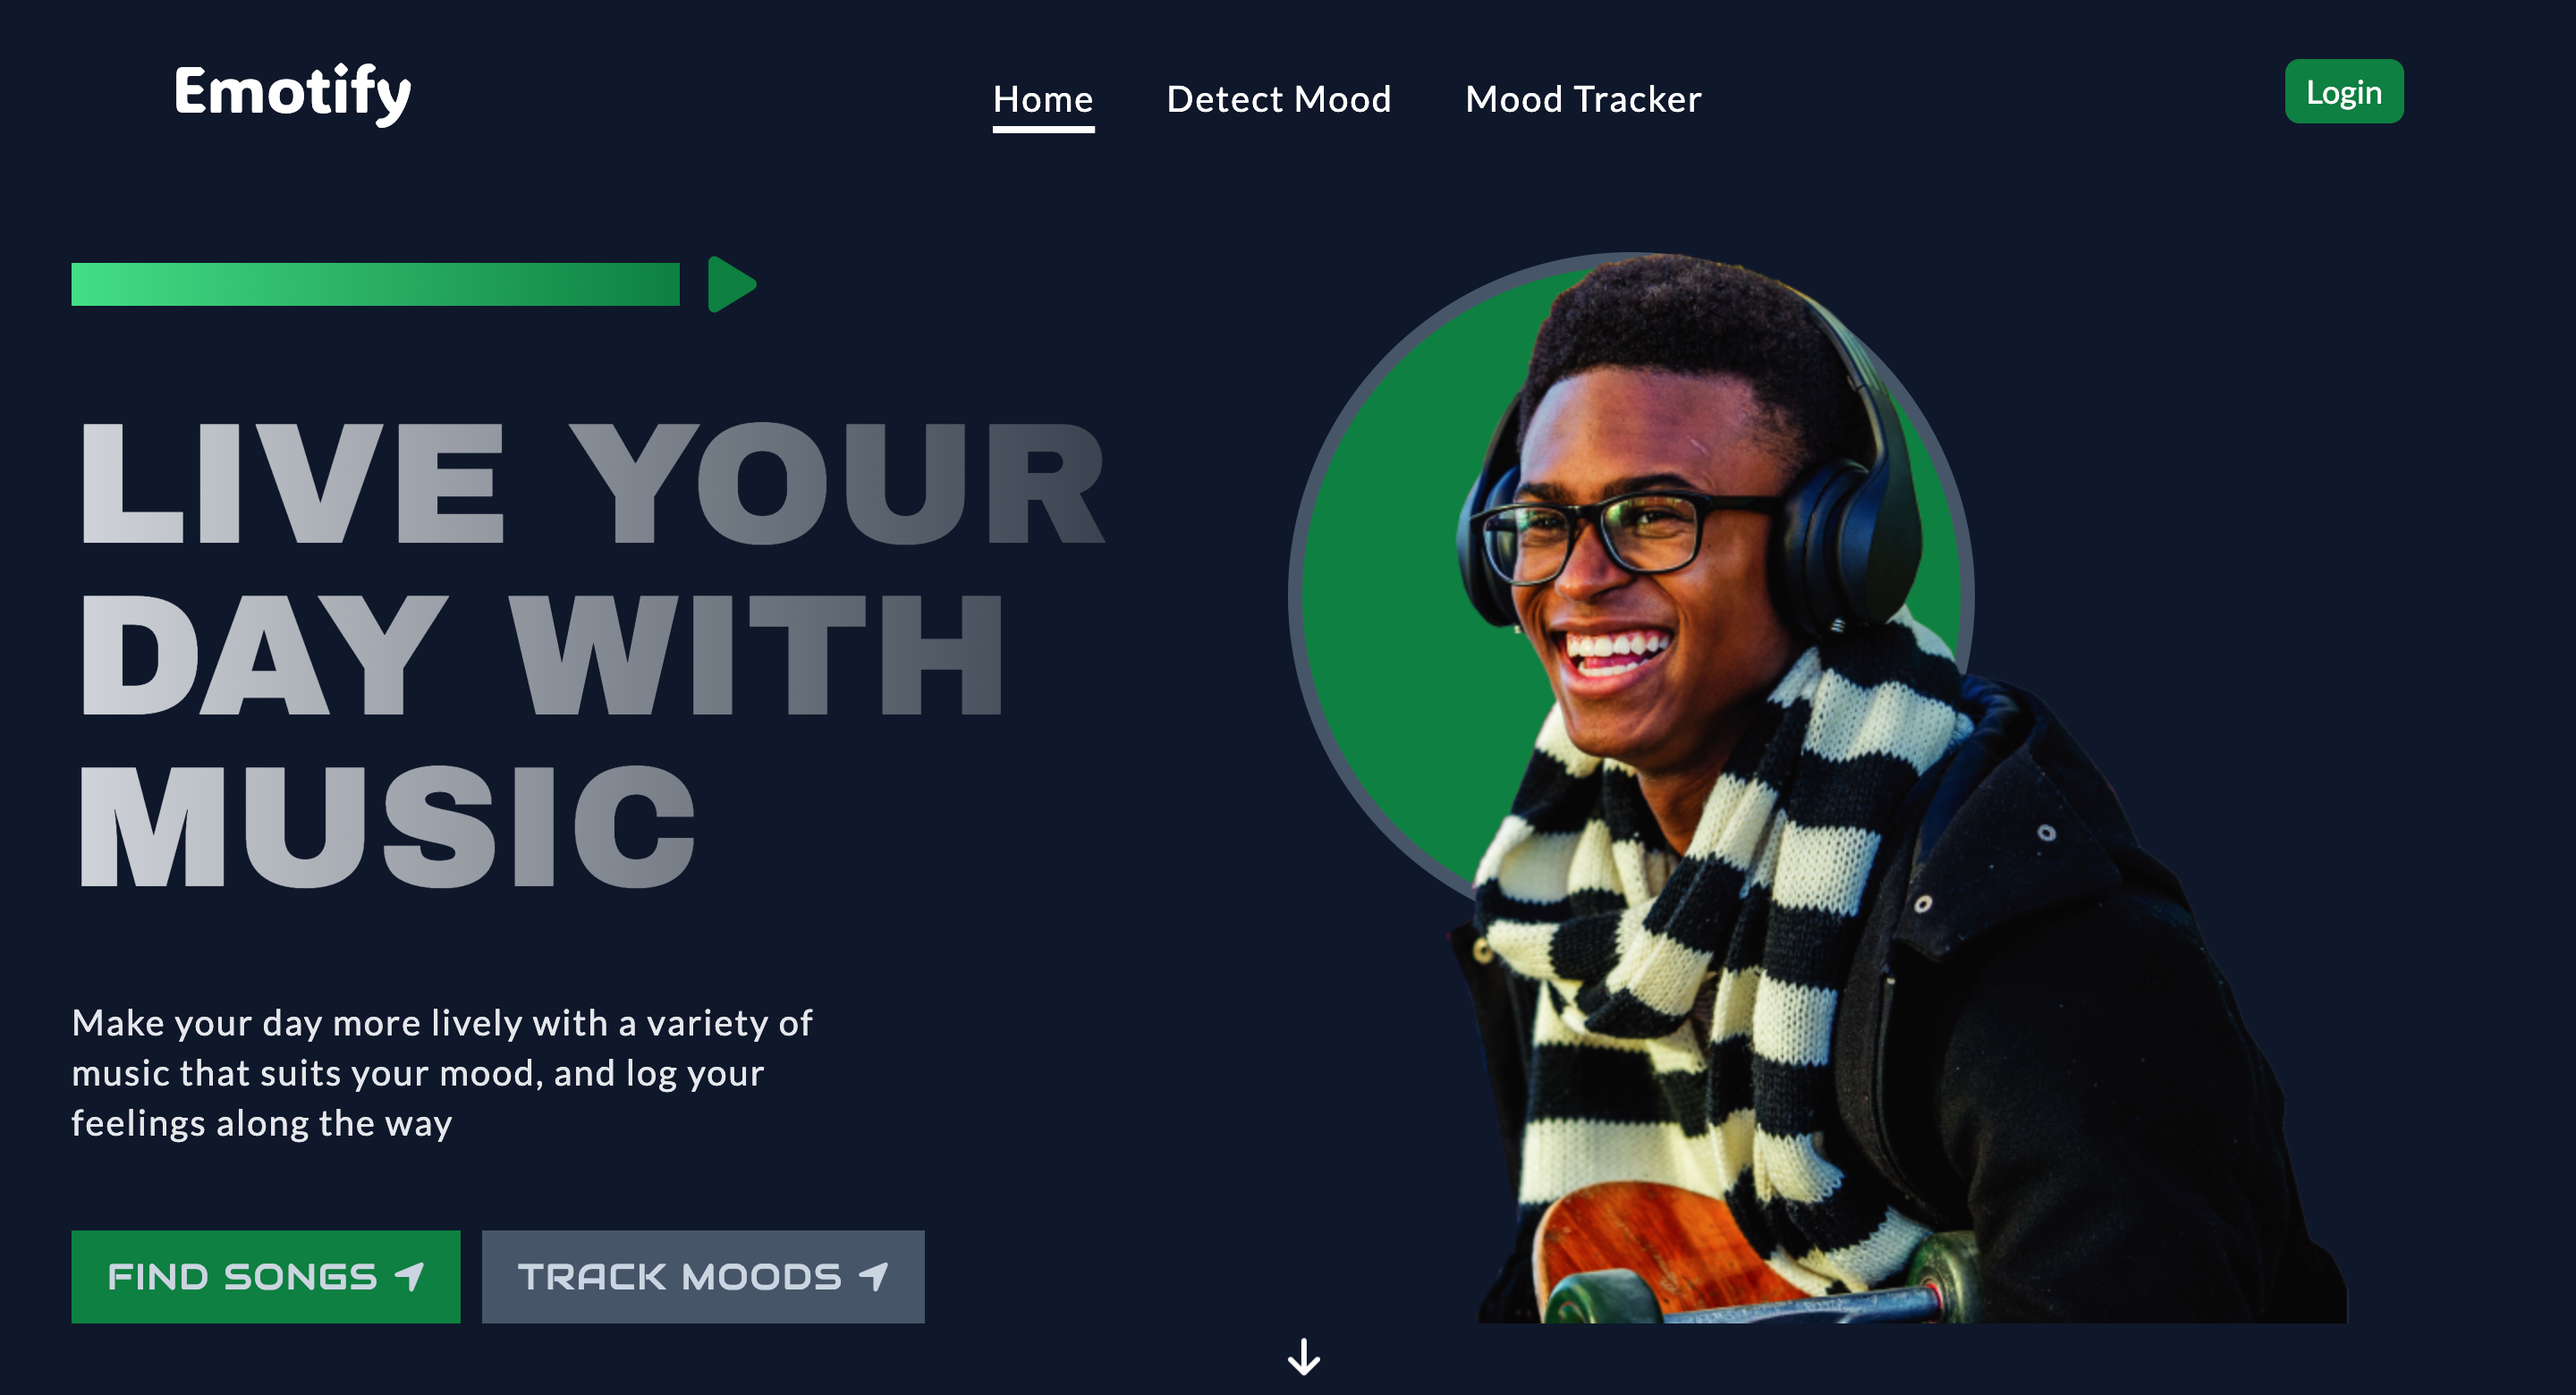 Emotify
Home Detect Mood Mood Tracker
Login
LIVE YOUR
DAY WITH
MUSIC
Make your day more lively with a variety of
music that suits your mood, and log your
feelings along the way
FIND SONGS
TRACK MOODS